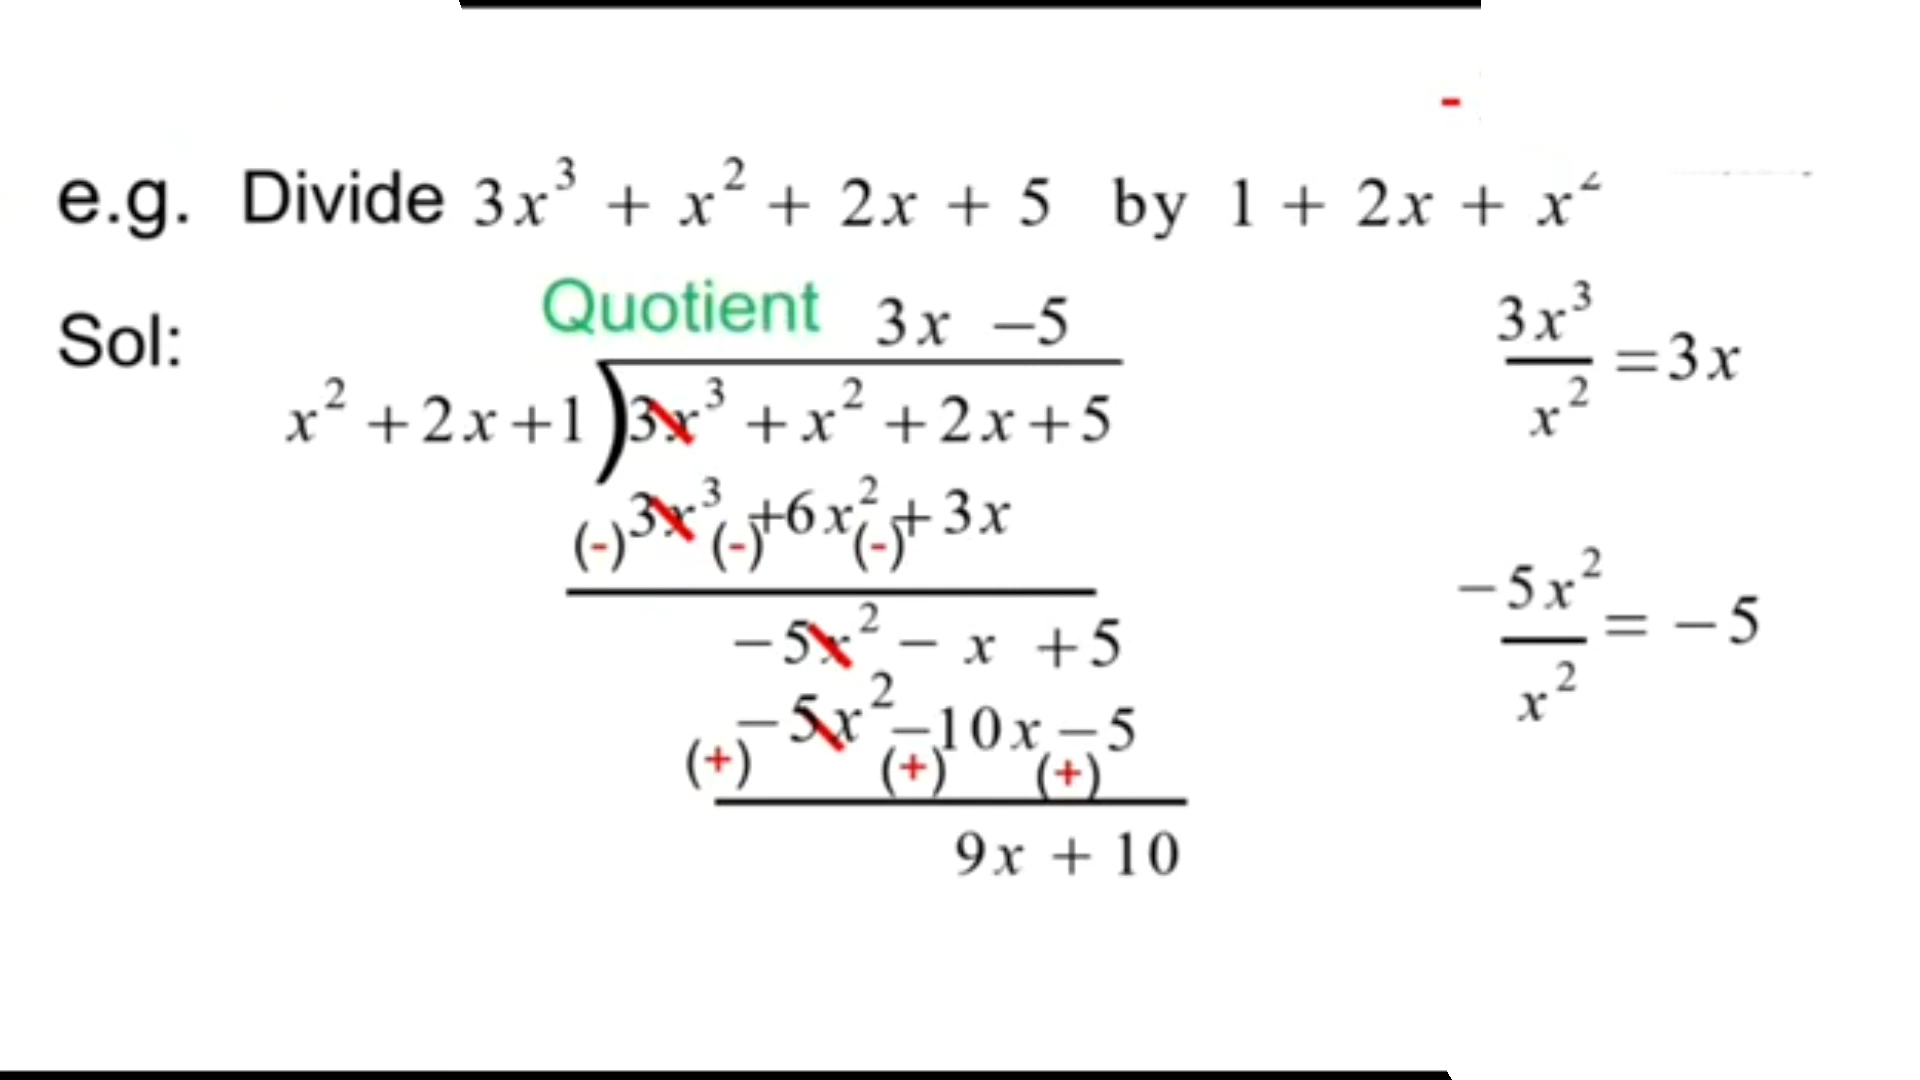 -
e.g. Divide 3x³ + x² + 2x + 5 by 1 + 2x + x²
Sol:
Quotient 3x −5
x² +2x+1 ) 3x³ +x² +2x+5
(-)3x³ (-)+6x² (-)+3x
−5x² − x +5
(+)−5x² (+)−10x (+)−5
9x + 10
3x³/x² =3x
−5x²/x² = −5